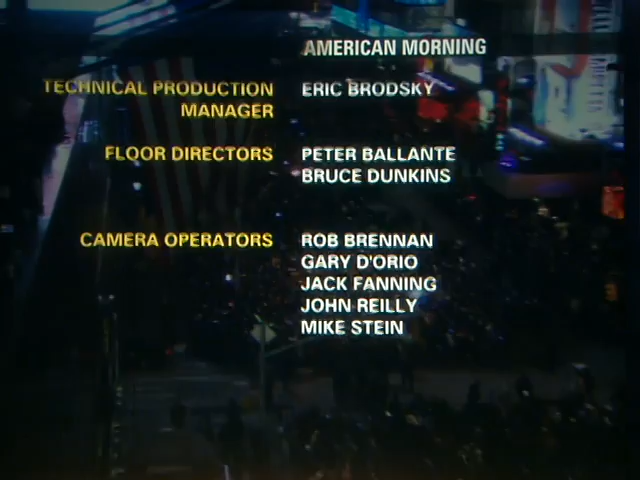 AMERICAN MORNING
TECHNICAL PRODUCTION ERIC BRODSKY
MANAGER
FLOOR DIRECTORS PETER BALLANTE
BRUCE DUNKINS
CAMERA OPERATORS ROB BRENNAN
GARY D'ORIO
JACK FANNING
JOHN REILLY
MIKE STEIN